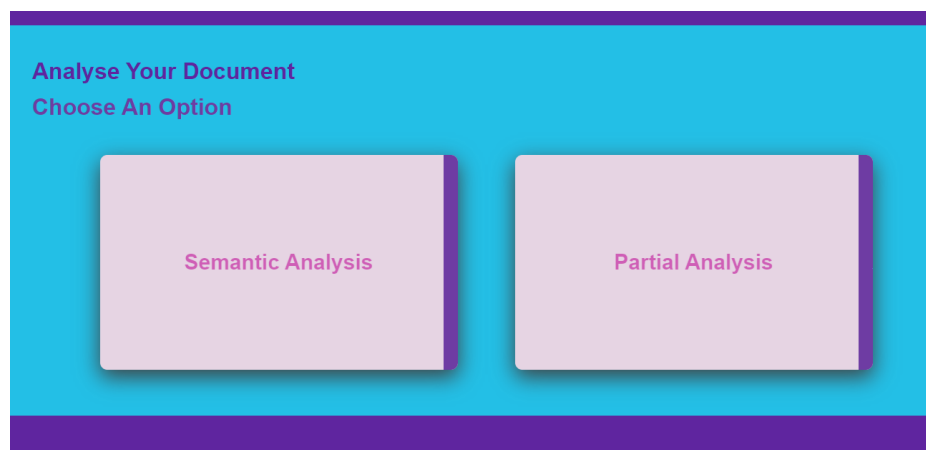 Analyse Your Document
Choose An Option
Semantic Analysis
Partial Analysis